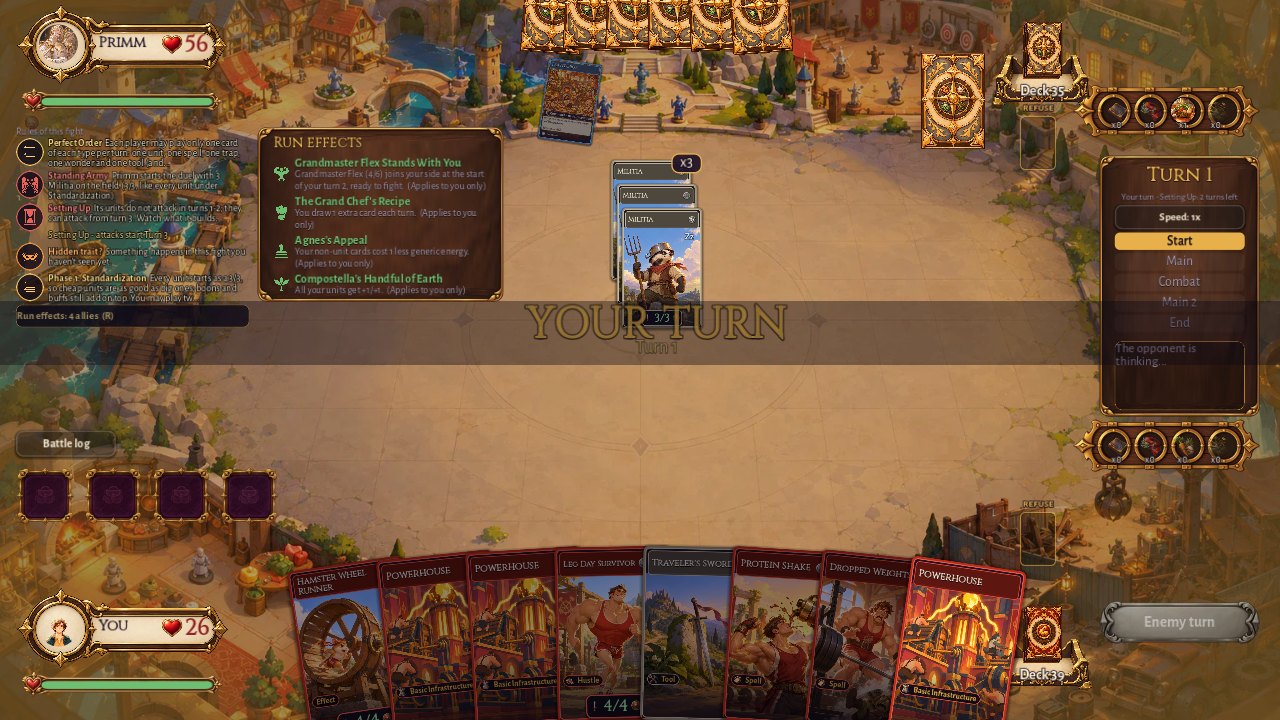 PRIMM 56
Rules of this fight
Perfect Order Each player may play only one card
of each type per turn: one unit, one spell, one trap,
one wonder and one tool, and...
Standing Army Primm starts the duel with 3
Militia on the field (3/3, like every unit under
Standardization).
Setting Up Its units do not attack in turns 1-2; they
can attack from turn 3. Watch what it builds.
Setting Up - attacks start Turn 3
Hidden trait? Something happens in this fight you
haven't seen yet.
Phase 1: Standardization Every unit starts as a 3/3,
so cheap units are as good as big ones; boons and
buffs still add on top. You may play tw...
Run effects: 4 allies (R)
RUN EFFECTS
Grandmaster Flex Stands With You
Grandmaster Flex (4/6) joins your side at the start
of your turn 2, ready to fight. (Applies to you only)
The Grand Chef's Recipe
You draw 1 extra card each turn. (Applies to you
only)
Agnes's Appeal
Your non-unit cards cost 1 less generic energy.
(Applies to you only)
Compostella's Handful of Earth
All your units get +1/+1. (Applies to you only)
x3
MILITIA
MILITIA
MILITIA
3/3
Deck 35
REFUSE
x0 x0 x0
TURN 1
Your turn - Setting Up: 2 turns left
Speed: 1x
Start
Main
Combat
Main 2
End
The opponent is
thinking...
YOUR TURN
Turn 1
Battle log
x0 x0 x0 x0
REFUSE
HAMSTER WHEEL
RUNNER
Effect
4/4
POWERHOUSE
Basic Infrastructure
POWERHOUSE
Basic Infrastructure
LEG DAY SURVIVOR
Hustle
! 4/4
TRAVELER'S SWORD
Tool
PROTEIN SHAKE
Spell
DROPPED WEIGHT
Spell
POWERHOUSE
Basic Infrastructure
YOU 26
Enemy turn
Deck 39